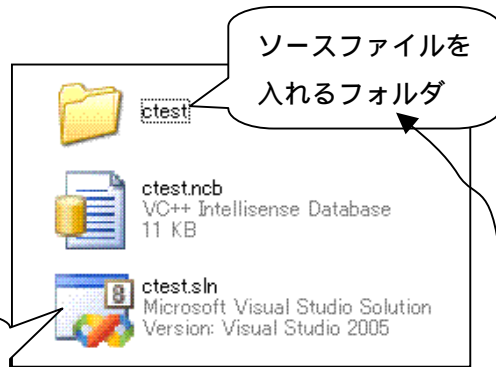 ソースファイルを
入れるフォルダ
ctest
ctest.ncb
VC++ Intellisense Database
11 KB
8
ctest.sln
Microsoft Visual Studio Solution
Version: Visual Studio 2005